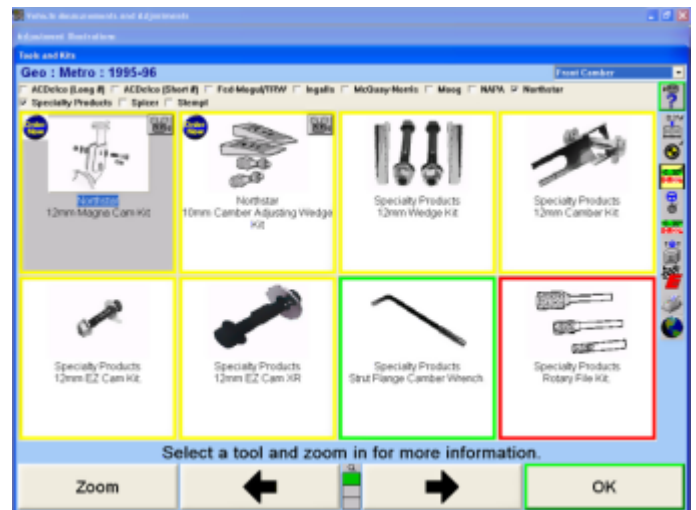 Vehicle Measurements and Adjustments
Adjustment Illustration
Tools and Kits
Geo : Metro : 1995-96
Front Camber
ACDelco (Long #) ACDelco (Short #) Fed-Mogul/TRW Ingalls McQuay-Norris Moog NAPA Northstar
Specialty Products Spicer Stempf
Order Now
Order Now
Northstar
12mm Magna Cam Kit
Northstar
10mm Camber Adjusting Wedge
Kit
Specialty Products
12mm Wedge Kit
Specialty Products
12mm Camber Kit
Specialty Products
12mm EZ Cam Kit
Specialty Products
12mm EZ Cam XR
Specialty Products
Strut Flange Camber Wrench
Specialty Products
Rotary File Kit
Select a tool and zoom in for more information.
Zoom
OK